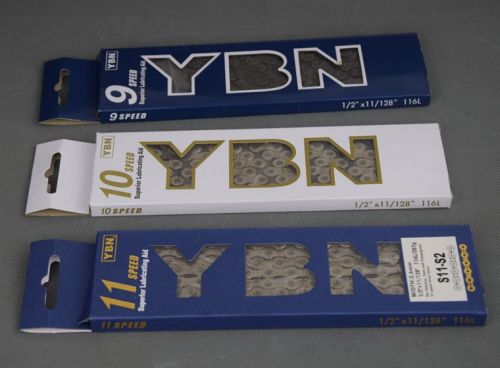 YBN
9 SPEED
Superior Lubricating Aid
YBN
9 SPEED
1/2"x11/128" 116L
YBN
10 SPEED
Superior Lubricating Aid
YBN
10 SPEED
1/2"x11/128" 116L
YBN
11 SPEED
Superior Lubricating Aid
YBN
S11-S2
11 SPEED
1/2"x11/128" 116L